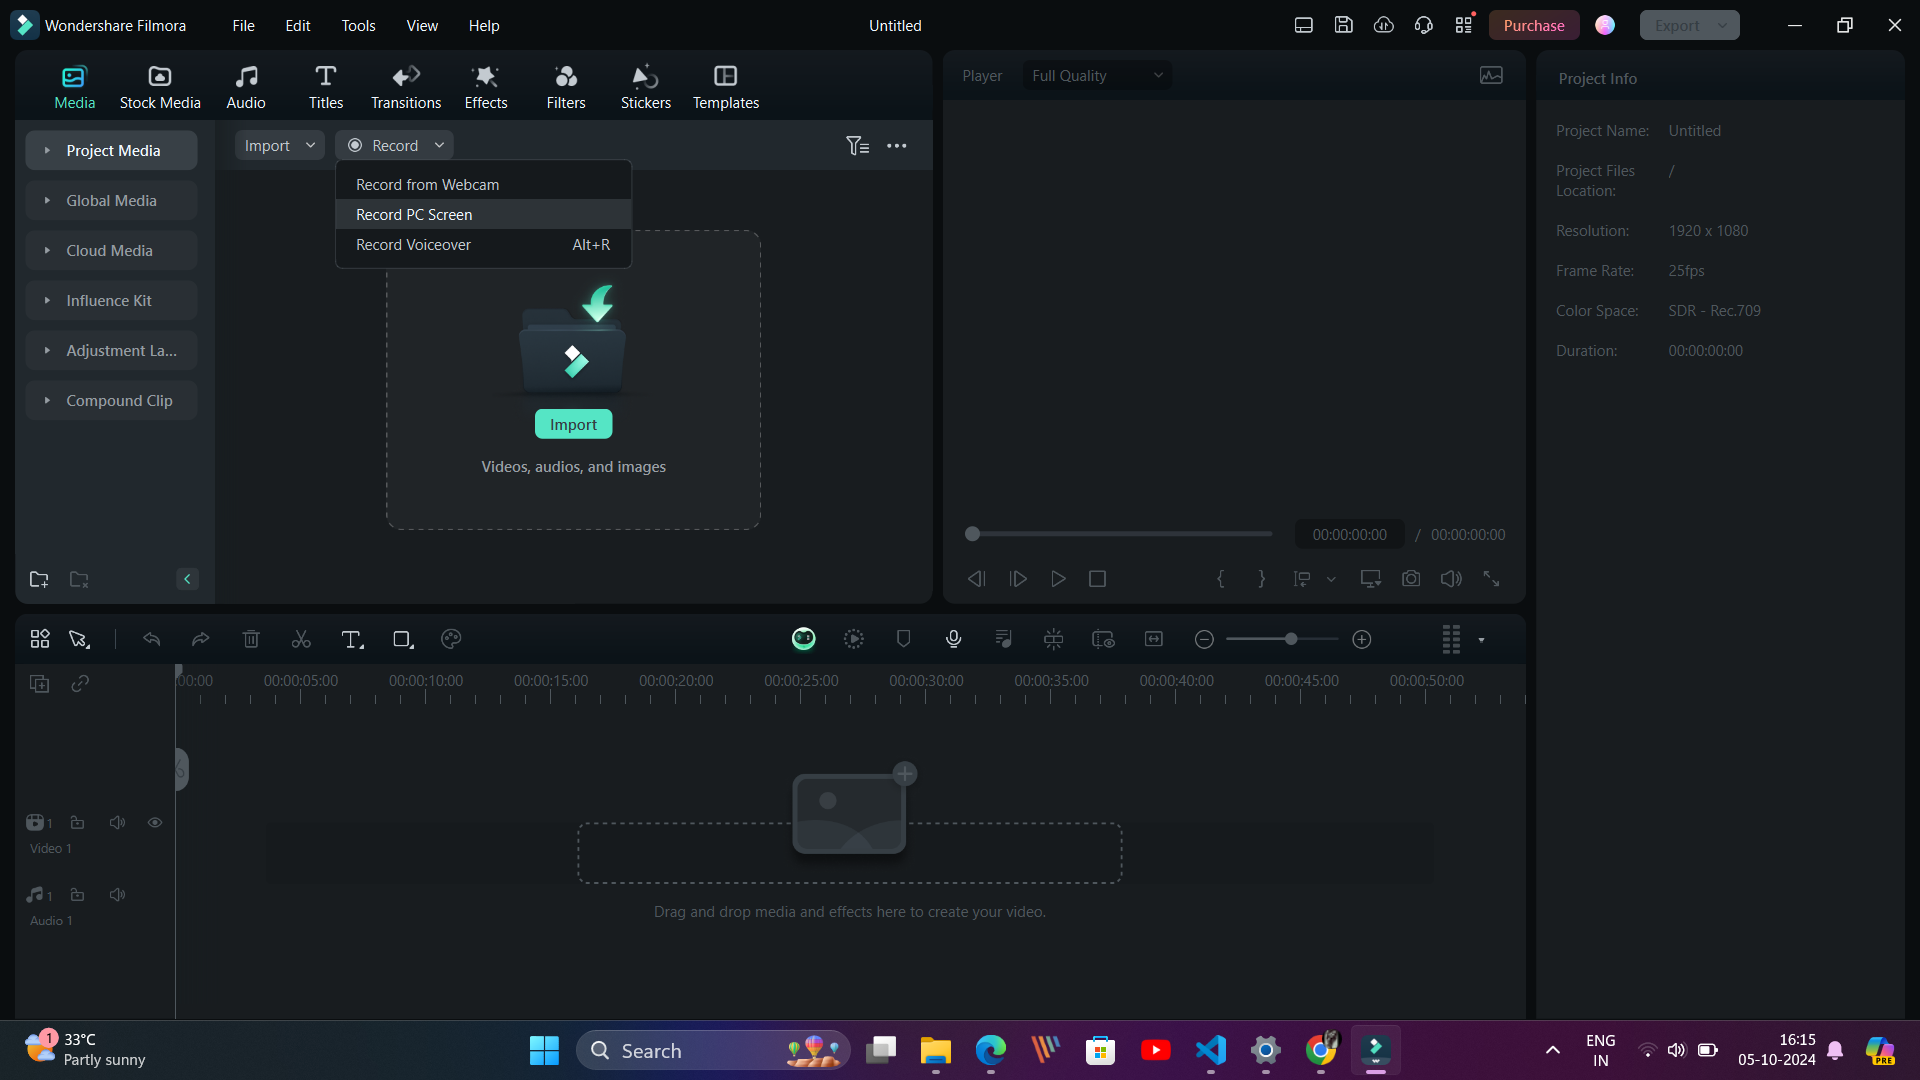 Wondershare Filmora File Edit Tools View Help Untitled Purchase Export
Media Stock Media Audio Titles Transitions Effects Filters Stickers Templates
Project Media
Global Media
Cloud Media
Influence Kit
Adjustment La...
Compound Clip
Import Record
Record from Webcam
Record PC Screen
Record Voiceover Alt+R
Import
Videos, audios, and images
Player Full Quality
00:00:00:00 / 00:00:00:00
Project Info
Project Name: Untitled
Project Files Location: /
Resolution: 1920 x 1080
Frame Rate: 25fps
Color Space: SDR - Rec.709
Duration: 00:00:00:00
:00:00 00:00:05:00 00:00:10:00 00:00:15:00 00:00:20:00 00:00:25:00 00:00:30:00 00:00:35:00 00:00:40:00 00:00:45:00 00:00:50:00
1
Video 1
1
Audio 1
Drag and drop media and effects here to create your video.
1 33°C
Partly sunny
Search
ENG
IN
16:15
05-10-2024
PRE